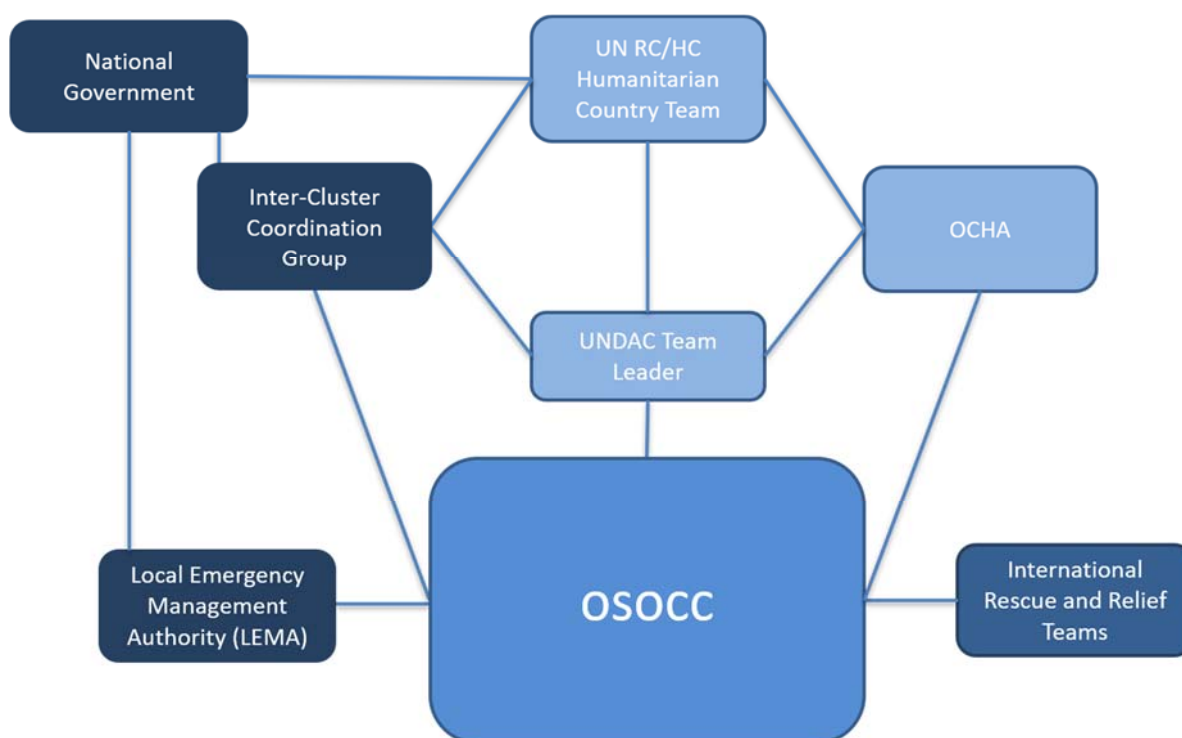 National
Government
UN RC/HC
Humanitarian
Country Team
Inter-Cluster
Coordination
Group
OCHA
UNDAC Team
Leader
Local Emergency
Management
Authority (LEMA)
OSOCC
International
Rescue and Relief
Teams